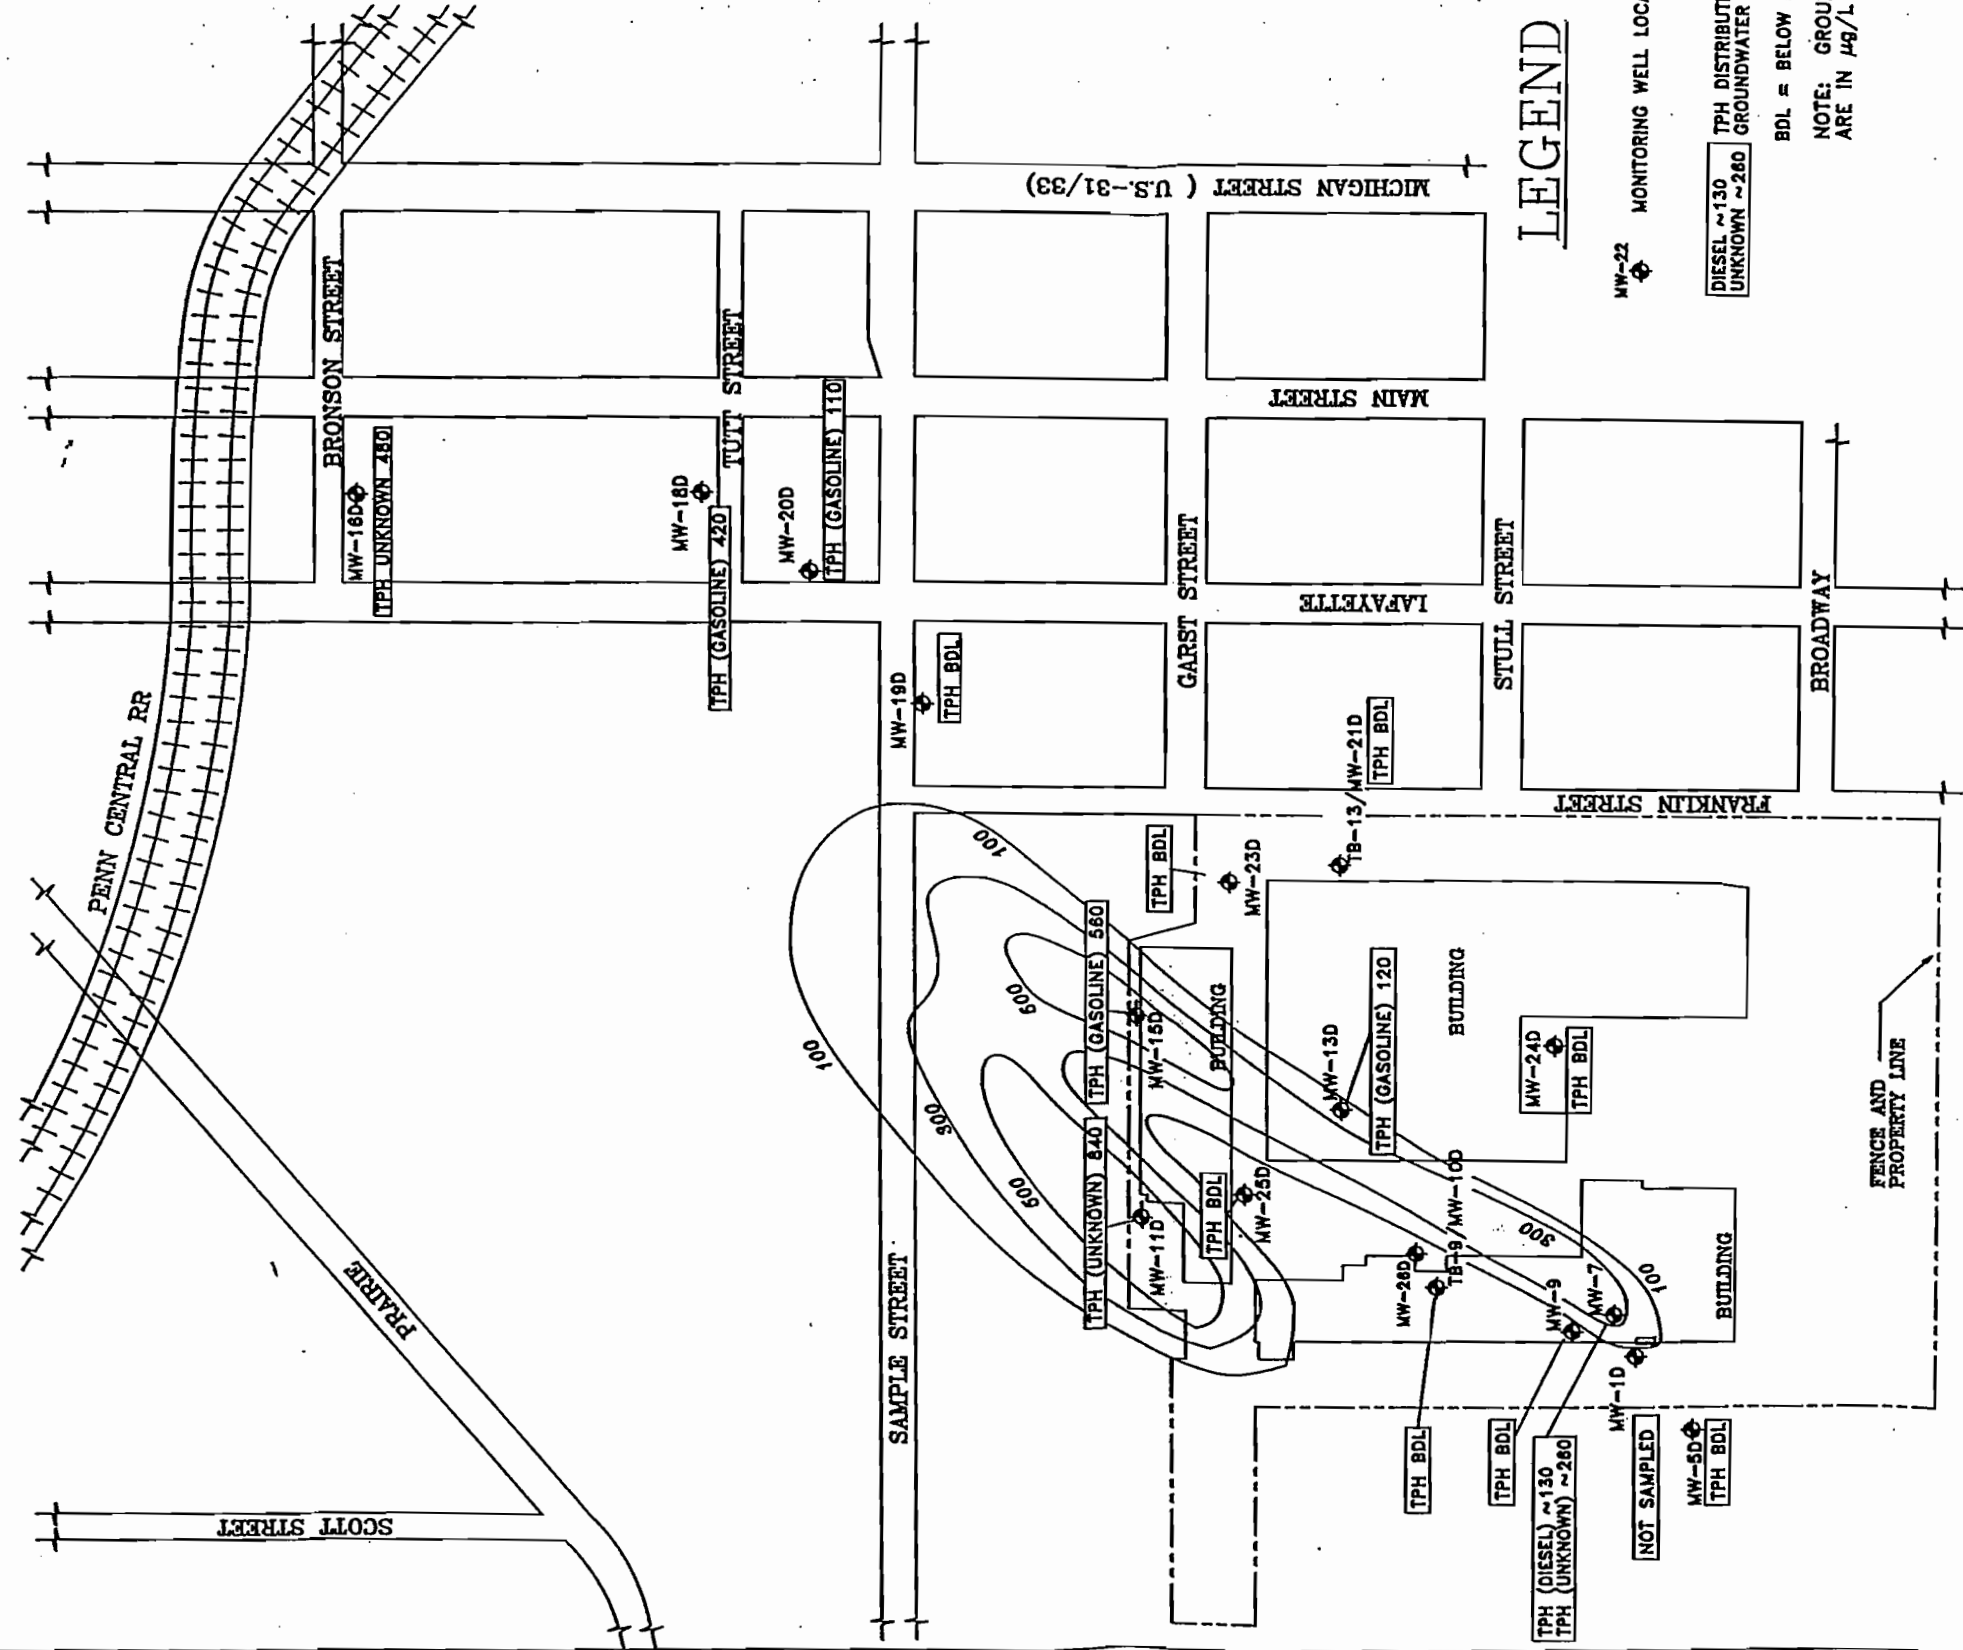 PENN CENTRAL RR
BRONSON STREET
MW-16D
TPH UNKNOWN 480
MW-18D
TPH (GASOLINE) 420
TUTT STREET
MW-20D
TPH (GASOLINE) 110
MICHIGAN STREET ( U.S.-31/33)
MAIN STREET
LAFAYETTE
FRANKLIN STREET
GARST STREET
STULL STREET
BROADWAY
SCOTT STREET
PRAIRIE
SAMPLE STREET
MW-19D
TPH BDL
TB-13/MW-21D
TPH BDL
TPH BDL
MW-23D
100
100
300
600
500
TPH (GASOLINE) 560
MW-15D
BUILDING
TPH (UNKNOWN) 840
MW-11D
TPH BDL
MW-25D
MW-13D
TPH (GASOLINE) 120
BUILDING
MW-24D
TPH BDL
MW-26D
TB-9/MW-10D
TPH BDL
300
100
MW-9
MW-7
TPH BDL
TPH (DIESEL) ~130
TPH (UNKNOWN) ~260
MW-1D
NOT SAMPLED
MW-5D
TPH BDL
BUILDING
FENCE AND
PROPERTY LINE
LEGEND
MW-22
MONITORING WELL LOC
DIESEL ~130
UNKNOWN ~260
TPH DISTRIBUT
GROUNDWATER
BDL = BELOW
NOTE: GROU
ARE IN µg/L